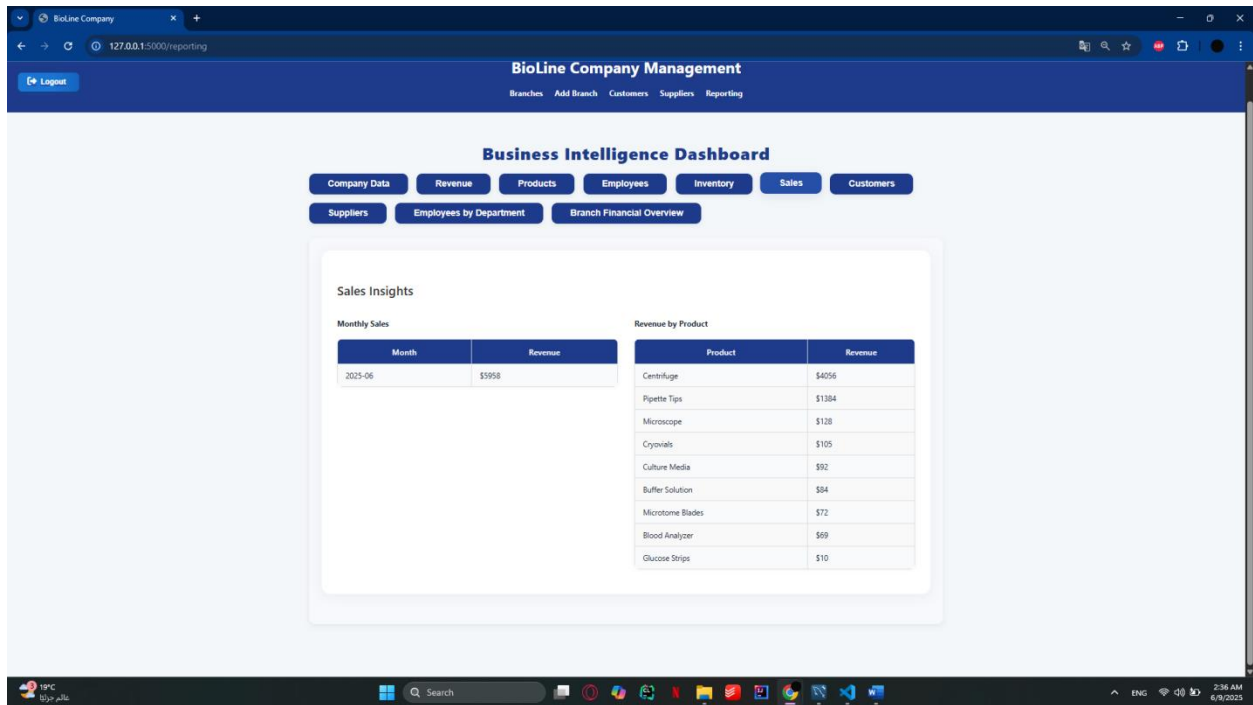 BioLine Company
127.0.0.1:5000/reporting
Logout
BioLine Company Management
Branches Add Branch Customers Suppliers Reporting
Business Intelligence Dashboard
Company Data Revenue Products Employees Inventory Sales Customers
Suppliers Employees by Department Branch Financial Overview
Sales Insights
Monthly Sales
Month Revenue
2025-06 $5958
Revenue by Product
Product Revenue
Centrifuge $4056
Pipette Tips $1384
Microscope $128
Cryovials $105
Culture Media $92
Buffer Solution $84
Microtome Blades $72
Blood Analyzer $69
Glucose Strips $10
19°C
غائم جزئيًا
Search
ENG
2:36 AM
6/9/2025